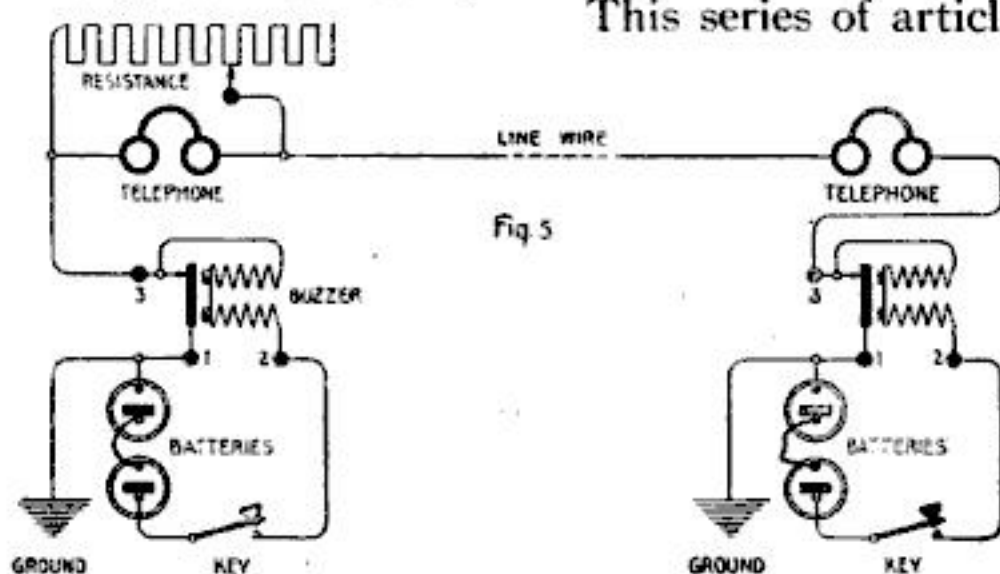 This series of articl
RESISTANCE
LINE WIRE
TELEPHONE
TELEPHONE
Fig. 5
3
BUZZER
3
1
2
1
2
BATTERIES
BATTERIES
GROUND
KEY
GROUND
KEY